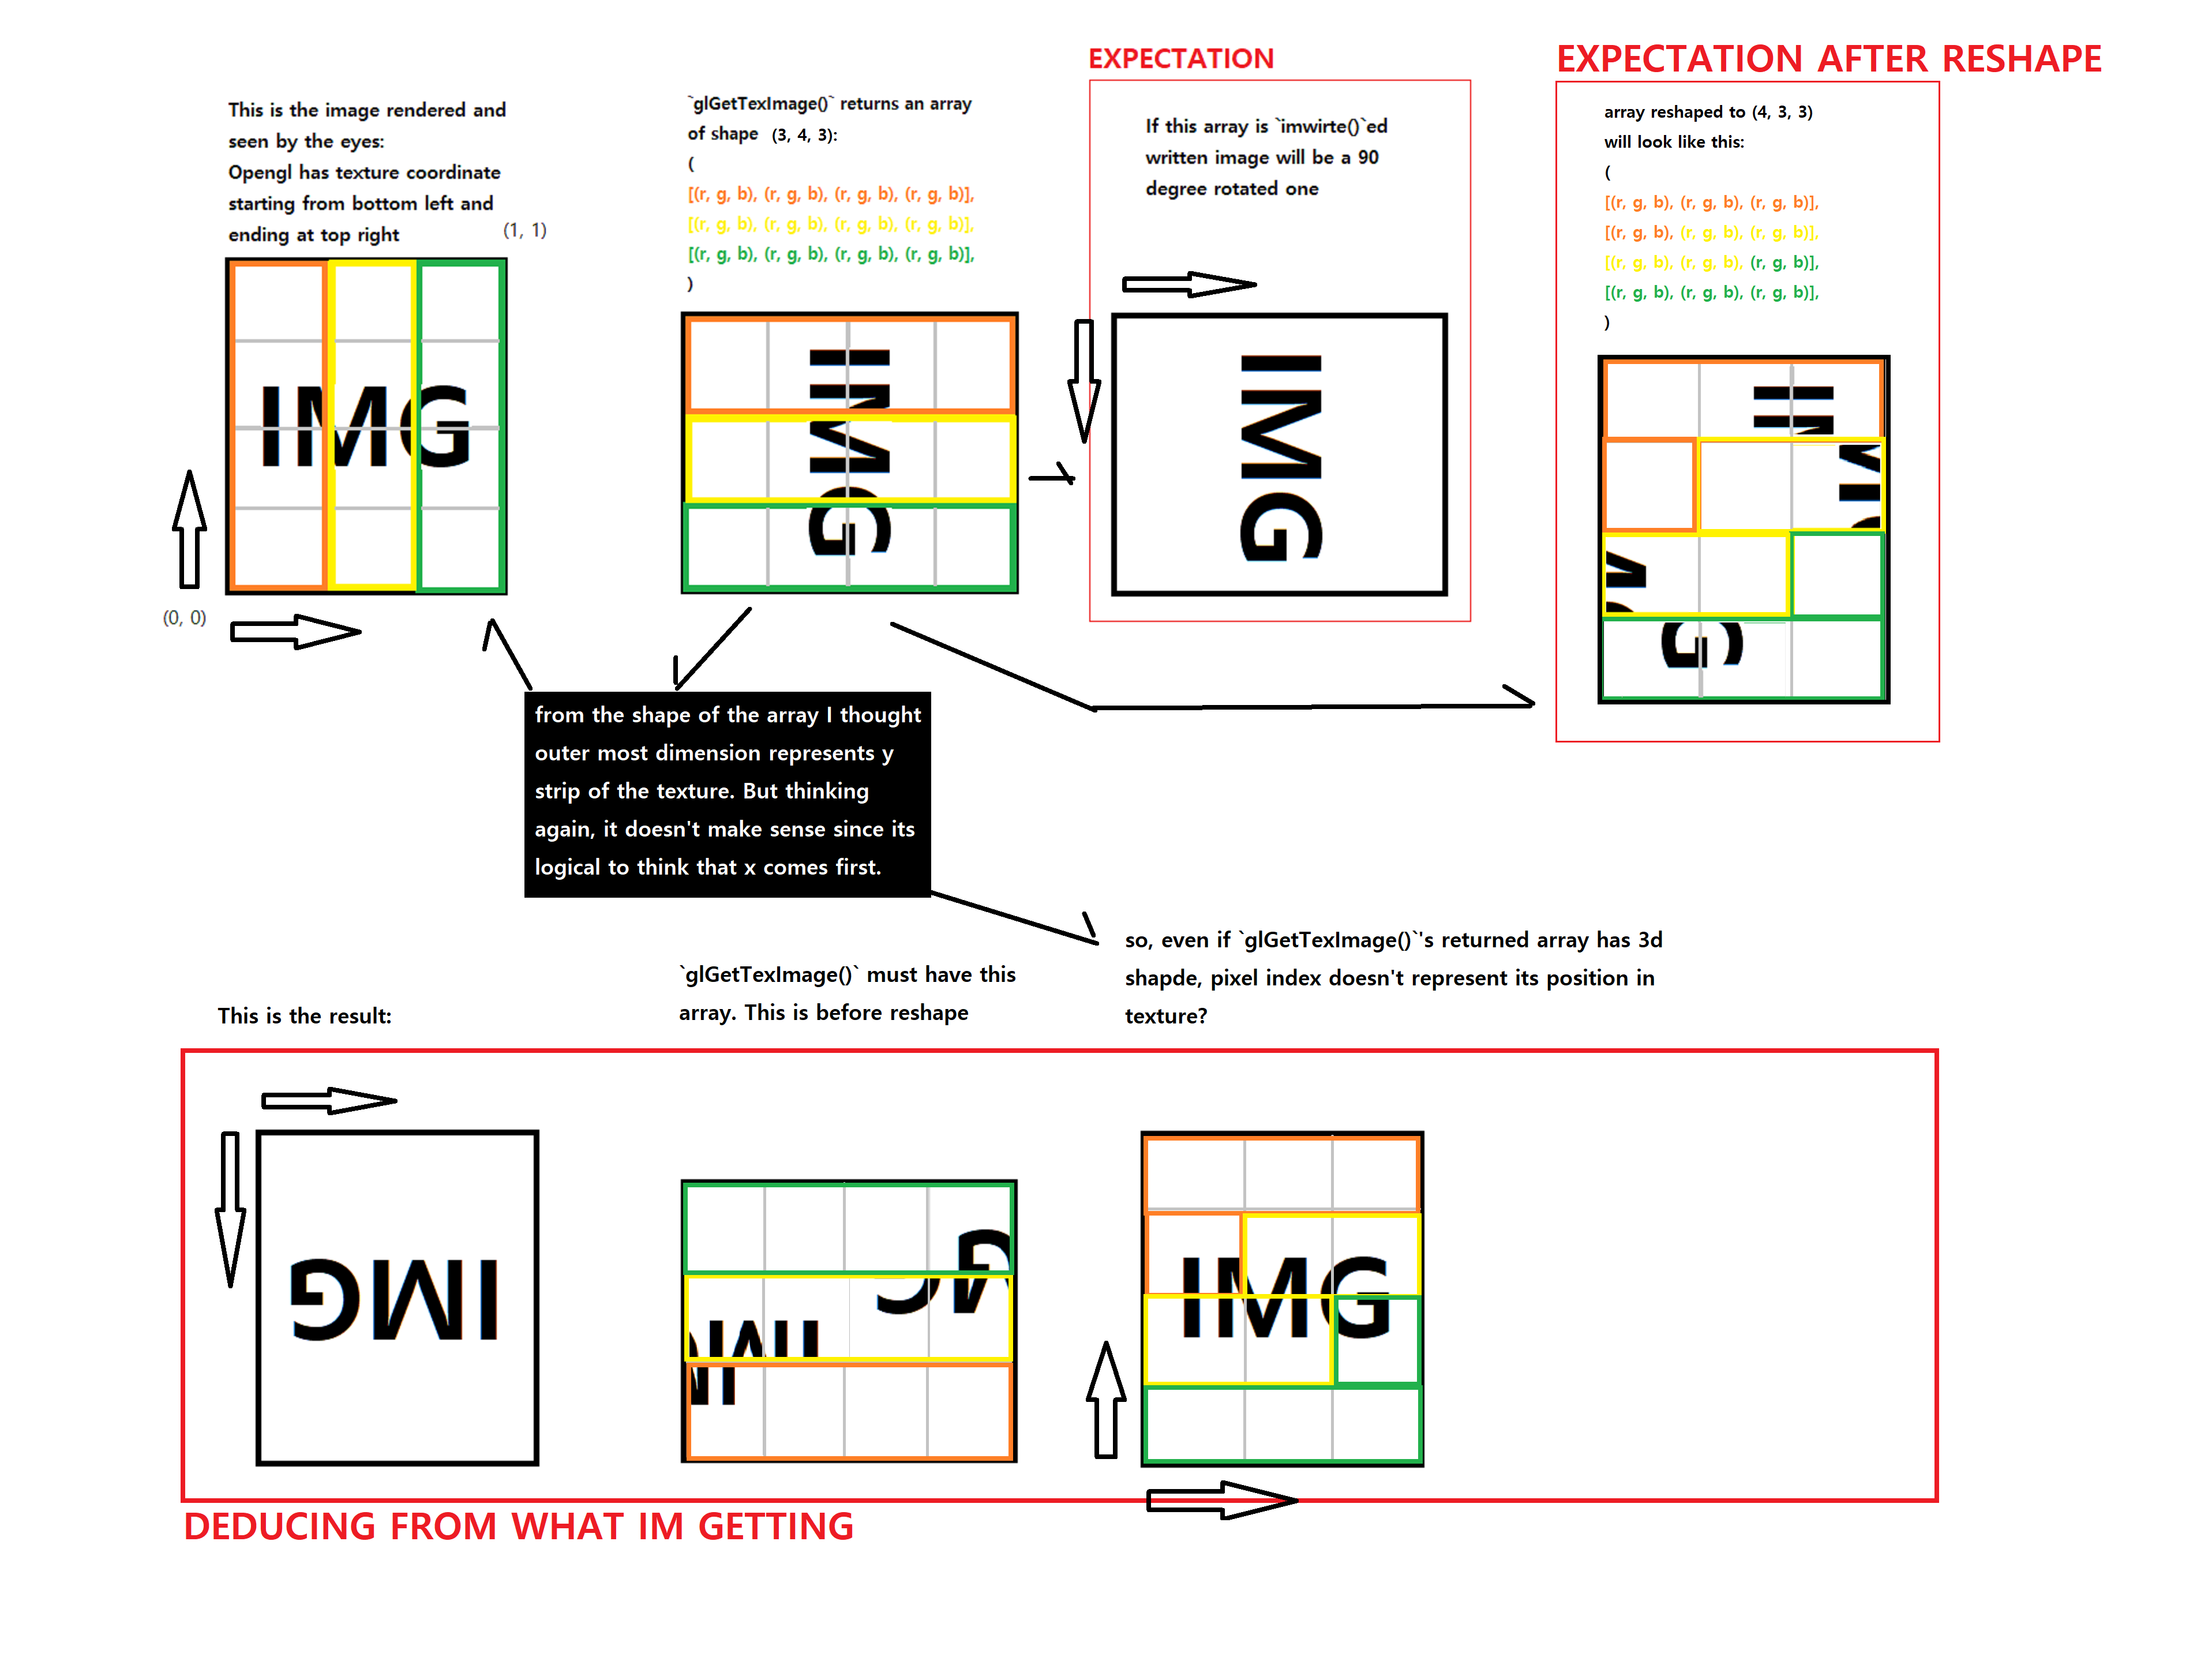 EXPECTATION
EXPECTATION AFTER RESHAPE
This is the image rendered and
seen by the eyes:
Opengl has texture coordinate
starting from bottom left and
ending at top right
(1, 1)
IMG
(0, 0)
`glGetTexImage()` returns an array
of shape (3, 4, 3):
(
[(r, g, b), (r, g, b), (r, g, b), (r, g, b)],
[(r, g, b), (r, g, b), (r, g, b), (r, g, b)],
[(r, g, b), (r, g, b), (r, g, b), (r, g, b)],
)
IMG
If this array is `imwirte()`ed
written image will be a 90
degree rotated one
IMG
array reshaped to (4, 3, 3)
will look like this:
(
[(r, g, b), (r, g, b), (r, g, b)],
[(r, g, b), (r, g, b), (r, g, b)],
[(r, g, b), (r, g, b), (r, g, b)],
[(r, g, b), (r, g, b), (r, g, b)],
)
from the shape of the array I thought
outer most dimension represents y
strip of the texture. But thinking
again, it doesn't make sense since its
logical to think that x comes first.
so, even if `glGetTexImage()`'s returned array has 3d
shapde, pixel index doesn't represent its position in
texture?
`glGetTexImage()` must have this
array. This is before reshape
This is the result:
IMG
IMG
DEDUCING FROM WHAT IM GETTING